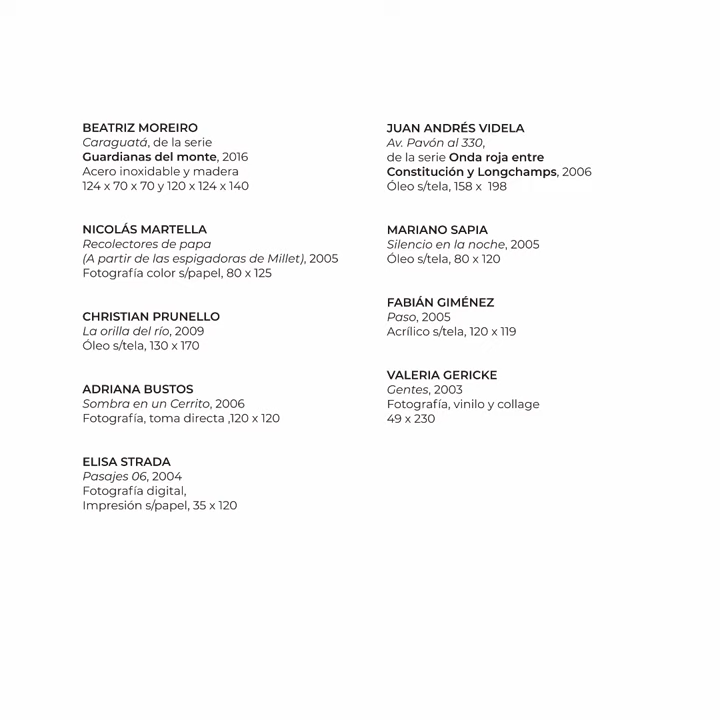 BEATRIZ MOREIRO
Caraguatá, de la serie
Guardianas del monte, 2016
Acero inoxidable y madera
124 x 70 x 70 y 120 x 124 x 140
NICOLÁS MARTELLA
Recolectores de papa
(A partir de las espigadoras de Millet), 2005
Fotografía color s/papel, 80 x 125
CHRISTIAN PRUNELLO
La orilla del río, 2009
Óleo s/tela, 130 x 170
ADRIANA BUSTOS
Sombra en un Cerrito, 2006
Fotografía, toma directa ,120 x 120
ELISA STRADA
Pasajes 06, 2004
Fotografía digital,
Impresión s/papel, 35 x 120
JUAN ANDRÉS VIDELA
Av. Pavón al 330,
de la serie Onda roja entre
Constitución y Longchamps, 2006
Óleo s/tela, 158 x  198
MARIANO SAPIA
Silencio en la noche, 2005
Óleo s/tela, 80 x 120
FABIÁN GIMÉNEZ
Paso, 2005
Acrílico s/tela, 120 x 119
VALERIA GERICKE
Gentes, 2003
Fotografía, vinilo y collage
49 x 230